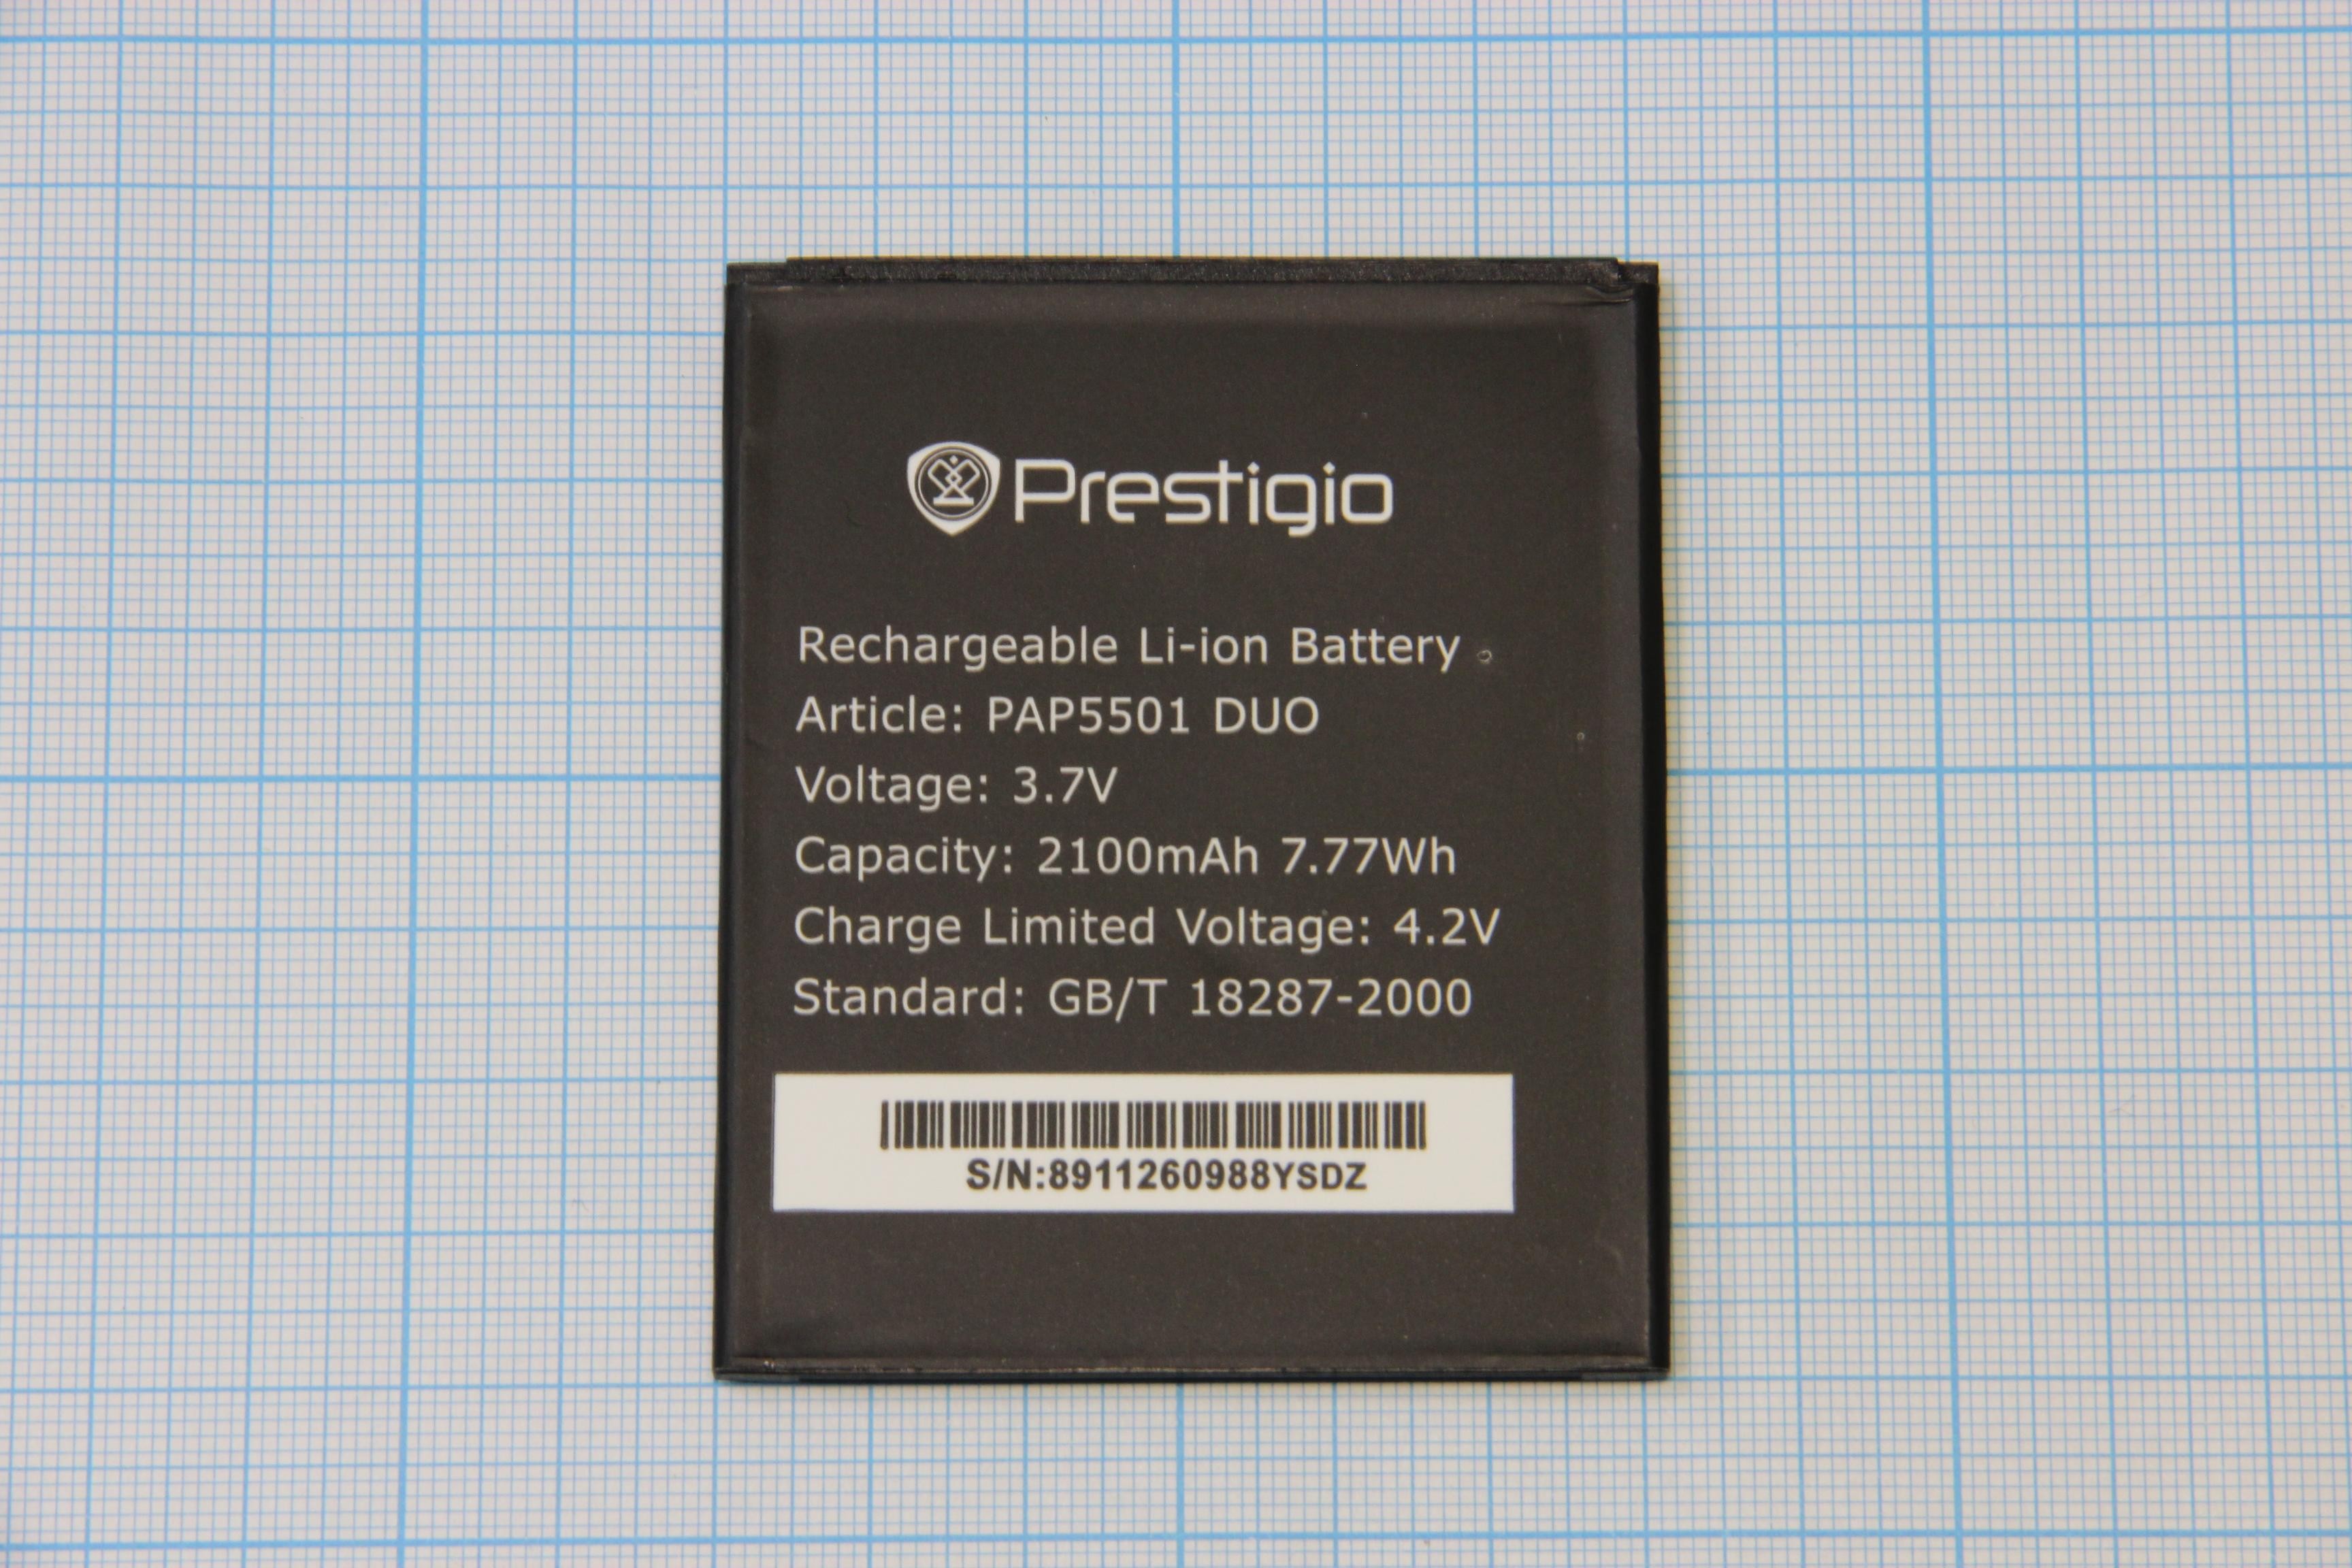 Prestigio
Rechargeable Li-ion Battery
Article: PAP5501 DUO
Voltage: 3.7V
Capacity: 2100mAh 7.77Wh
Charge Limited Voltage: 4.2V
Standard: GB/T 18287-2000
S/N:8911260988YSDZ